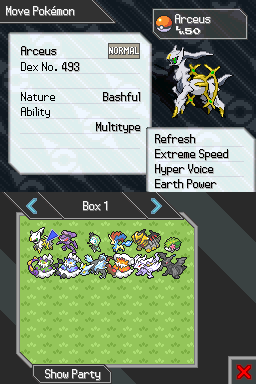 Move Pokémon
Arceus
L.50
Arceus NORMAL
Dex No. 493
Nature Bashful
Ability
Multitype
Refresh
Extreme Speed
Hyper Voice
Earth Power
Box 1
Show Party